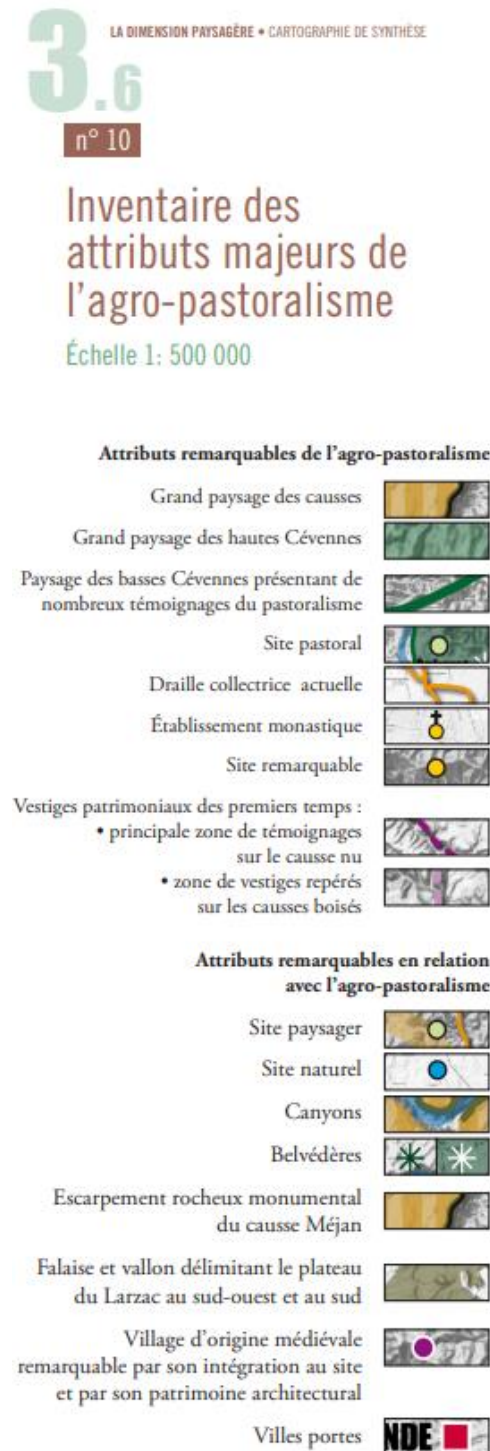 LA DIMENSION PAYSAGÈRE • CARTOGRAPHIE DE SYNTHÈSE
3.6
n° 10
Inventaire des
attributs majeurs de
l'agro-pastoralisme
Échelle 1: 500 000
Attributs remarquables de l'agro-pastoralisme
Grand paysage des causses
Grand paysage des hautes Cévennes
Paysage des basses Cévennes présentant de
nombreux témoignages du pastoralisme
Site pastoral
Draille collectrice actuelle
Établissement monastique
Site remarquable
Vestiges patrimoniaux des premiers temps :
• principale zone de témoignages
sur le causse nu
• zone de vestiges repérés
sur les causses boisés
Attributs remarquables en relation
avec l'agro-pastoralisme
Site paysager
Site naturel
Canyons
Belvédères
Escarpement rocheux monumental
du causse Méjan
Falaise et vallon délimitant le plateau
du Larzac au sud-ouest et au sud
Village d'origine médiévale
remarquable par son intégration au site
et par son patrimoine architectural
Villes portes
NDE